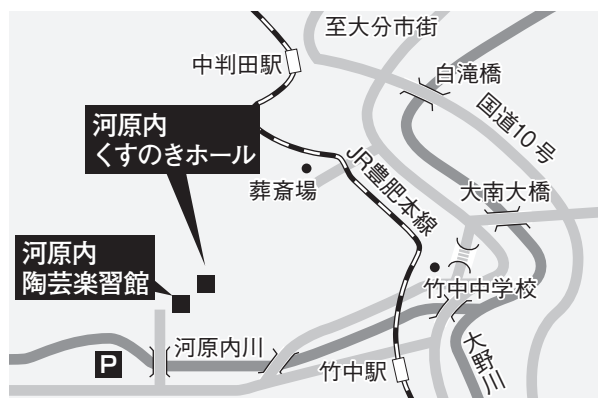 至大分市街
中判田駅
白滝橋
国道10号
河原内
くすのきホール
葬斎場
JR豊肥本線
大南大橋
河原内
陶芸楽習館
竹中中学校
河原内川
P
竹中駅
大野川